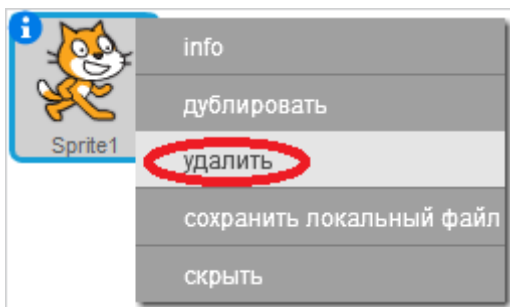 i
info
дублировать
Sprite1
удалить
сохранить локальный файл
скрыть